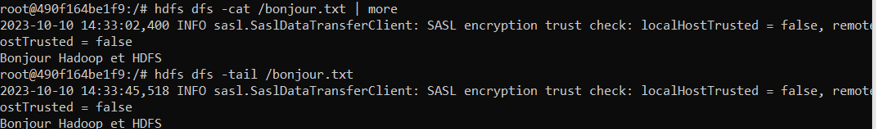 root@490f164be1f9:/# hdfs dfs -cat /bonjour.txt | more
2023-10-10 14:33:02,400 INFO sasl.SaslDataTransferClient: SASL encryption trust check: localHostTrusted = false, remote
ostTrusted = false
Bonjour Hadoop et HDFS
root@490f164be1f9:/# hdfs dfs -tail /bonjour.txt
2023-10-10 14:33:45,518 INFO sasl.SaslDataTransferClient: SASL encryption trust check: localHostTrusted = false, remote
ostTrusted = false
Bonjour Hadoop et HDFS